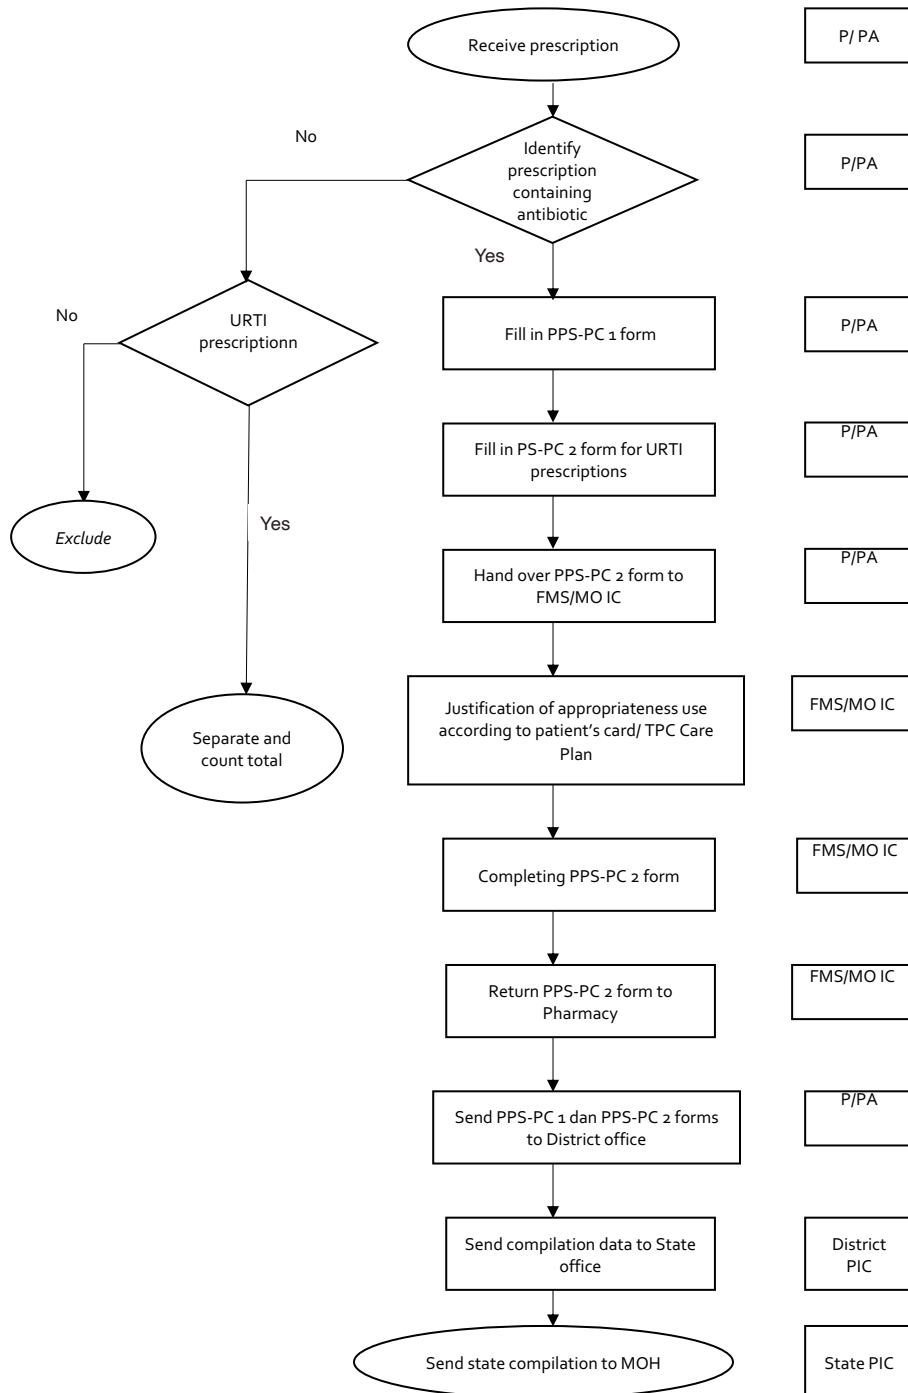 Receive prescription
P/ PA
No
Identify
prescription
containing
antibiotic
P/PA
Yes
No
URTI
prescriptionn
Fill in PPS-PC 1 form
P/PA
Fill in PS-PC 2 form for URTI
prescriptions
P/PA
Exclude
Yes
Hand over PPS-PC 2 form to
FMS/MO IC
P/PA
Separate and
count total
Justification of appropriateness use
according to patient’s card/ TPC Care
Plan
FMS/MO IC
Completing PPS-PC 2 form
FMS/MO IC
Return PPS-PC 2 form to
Pharmacy
FMS/MO IC
Send PPS-PC 1 dan PPS-PC 2 forms
to District office
P/PA
Send compilation data to State
office
District
PIC
Send state compilation to MOH
State PIC